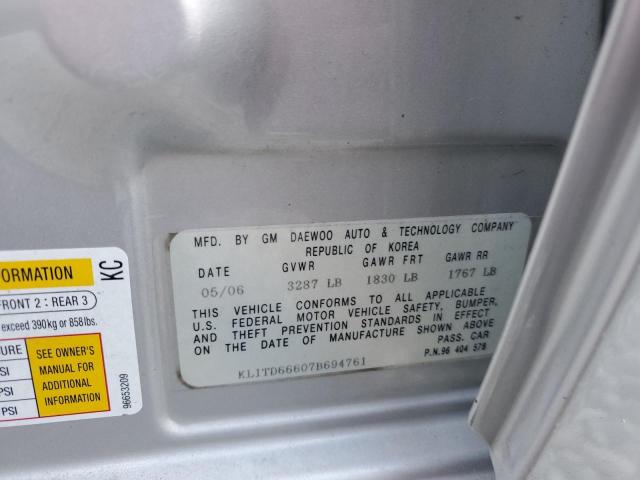 ORMATION
KC
FRONT 2 : REAR 3
exceed 390kg or 858lbs.
URE
SEE OWNER'S
MANUAL FOR
ADDITIONAL
INFORMATION
SI
PSI
PSI
96653209
MFD. BY GM DAEWOO AUTO & TECHNOLOGY COMPANY
REPUBLIC OF KOREA
DATE GVWR GAWR FRT GAWR RR
05/06 3287 LB 1830 LB 1767 LB
THIS VEHICLE CONFORMS TO ALL APPLICABLE
U.S. FEDERAL MOTOR VEHICLE SAFETY, BUMPER,
AND THEFT PREVENTION STANDARDS IN EFFECT
ON THE DATE OF MANUFACTURE SHOWN ABOVE
PASS. CAR
P.N.96 404 578
KL1TD66607B694761